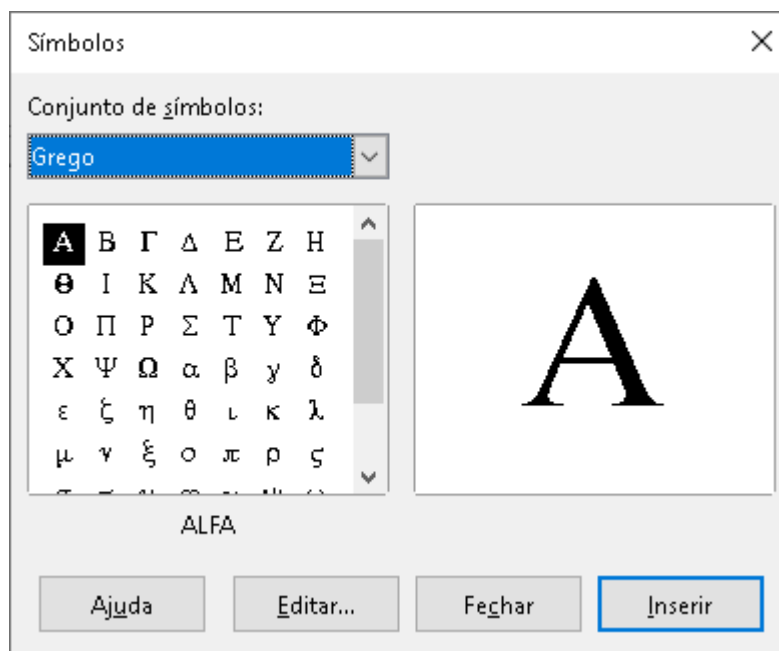 Símbolos
Conjunto de símbolos:
Grego
Α Β Γ Δ Ε Ζ Η
Θ Ι Κ Λ Μ Ν Ξ
Ο Π Ρ Σ Τ Υ Φ
Χ Ψ Ω α β γ δ
ε ζ η θ ι κ λ
μ ν ξ ο π ρ ς
Α
ALFA
Ajuda
Editar...
Fechar
Inserir